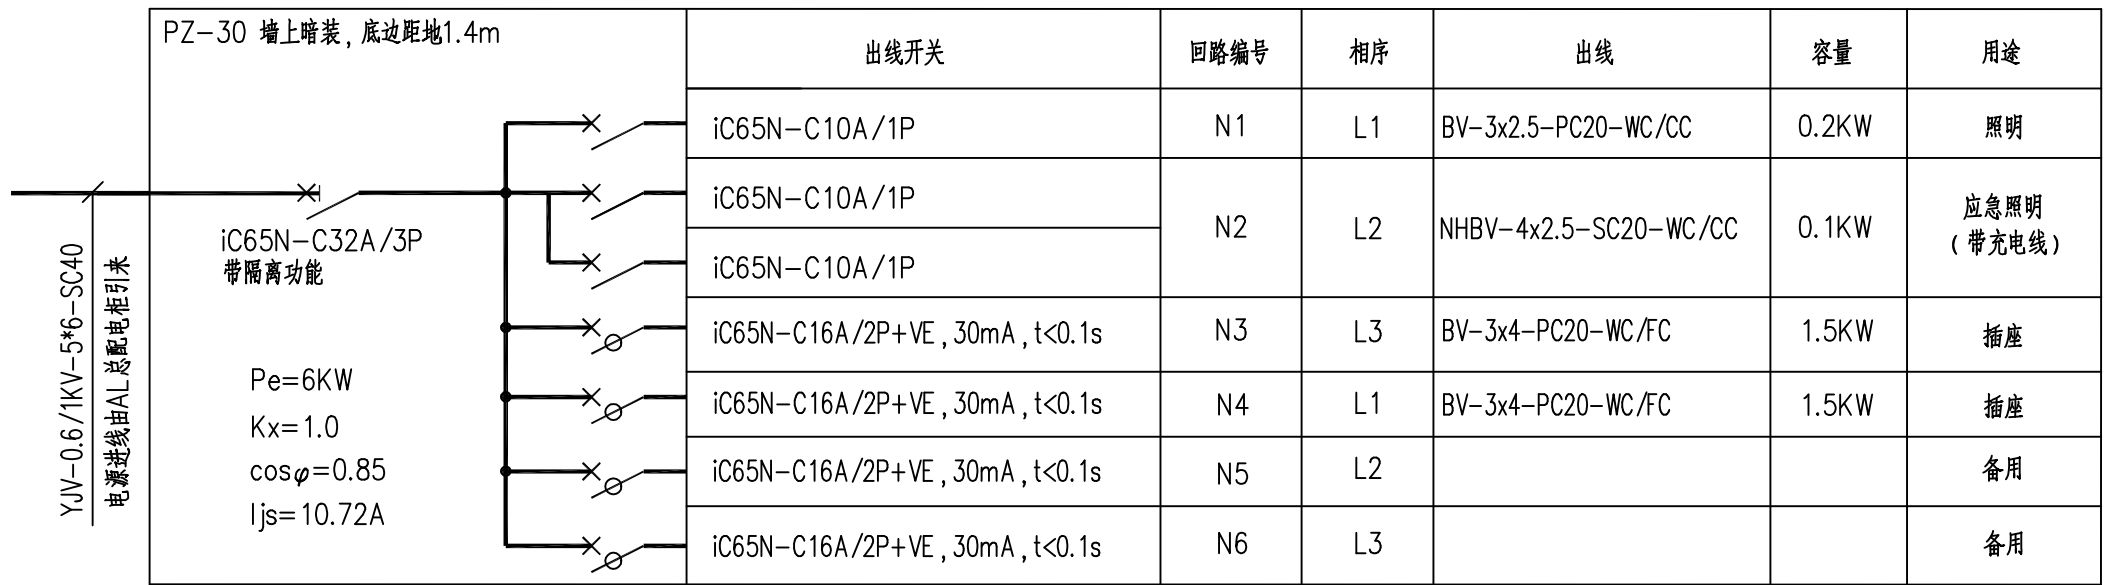 PZ-30 墙上暗装, 底边距地1.4m
出线开关 回路编号 相序 出线 容量 用途
iC65N-C10A/1P N1 L1 BV-3x2.5-PC20-WC/CC 0.2KW 照明
iC65N-C10A/1P
iC65N-C10A/1P
N2 L2 NHBV-4x2.5-SC20-WC/CC 0.1KW 应急照明
(带充电线)
iC65N-C16A/2P+VE,30mA,t<0.1s N3 L3 BV-3x4-PC20-WC/FC 1.5KW 插座
iC65N-C16A/2P+VE,30mA,t<0.1s N4 L1 BV-3x4-PC20-WC/FC 1.5KW 插座
iC65N-C16A/2P+VE,30mA,t<0.1s N5 L2 备用
iC65N-C16A/2P+VE,30mA,t<0.1s N6 L3 备用
iC65N-C32A/3P
带隔离功能
YJV-0.6/1KV-5*6-SC40
电源进线由AL总配电柜引来
Pe=6KW
Kx=1.0
cosφ=0.85
Ijs=10.72A